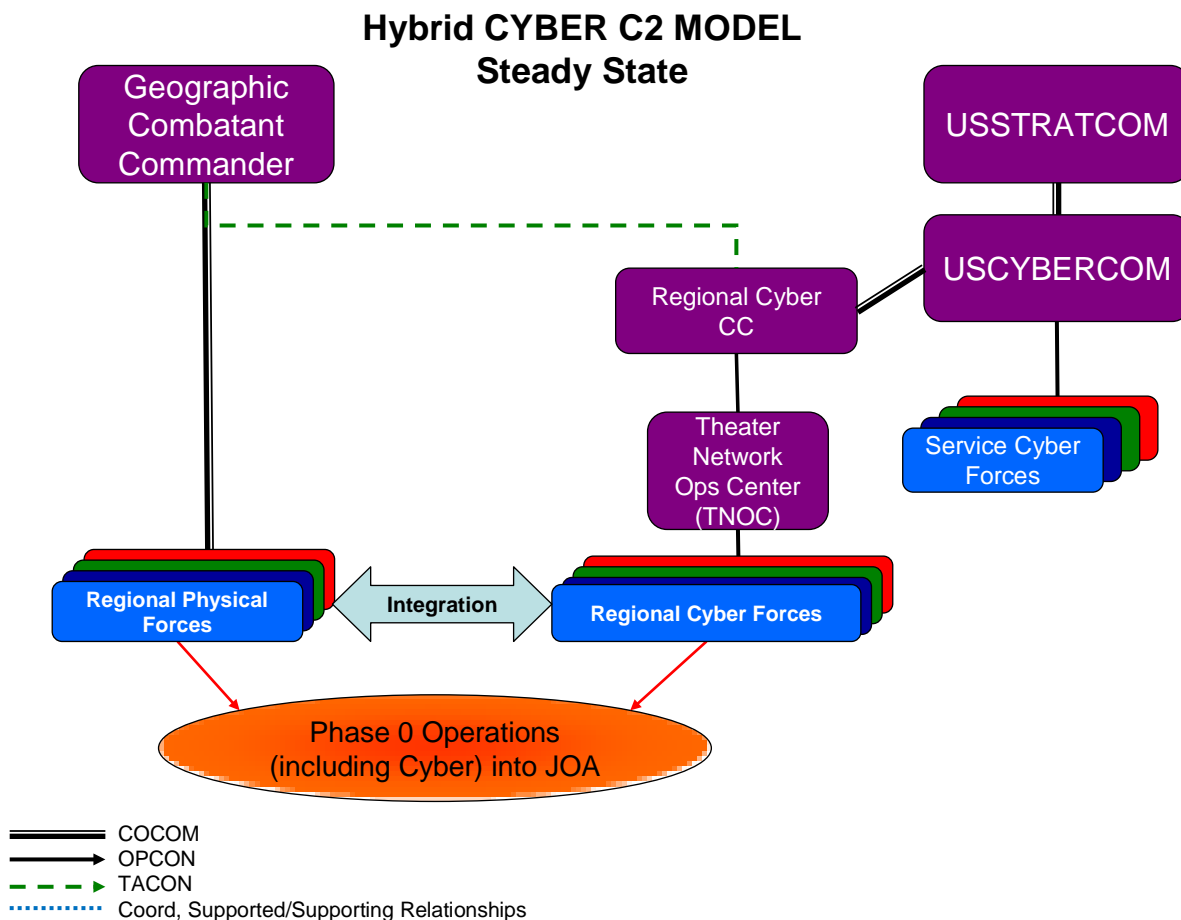 Hybrid CYBER C2 MODEL
Steady State
Geographic
Combatant
Commander
USSTRATCOM
USCYBERCOM
Regional Cyber
CC
Theater
Network
Ops Center
(TNOC)
Service Cyber
Forces
Regional Physical
Forces
Integration
Regional Cyber Forces
Phase 0 Operations
(including Cyber) into JOA
COCOM
OPCON
TACON
Coord, Supported/Supporting Relationships